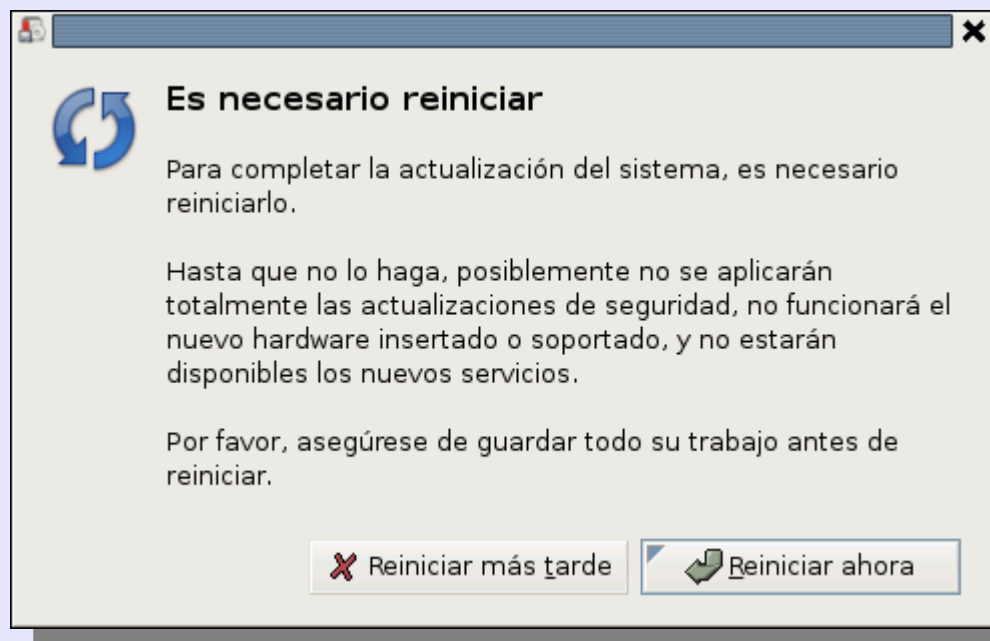 Es necesario reiniciar
Para completar la actualización del sistema, es necesario
reiniciarlo.
Hasta que no lo haga, posiblemente no se aplicarán
totalmente las actualizaciones de seguridad, no funcionará el
nuevo hardware insertado o soportado, y no estarán
disponibles los nuevos servicios.
Por favor, asegúrese de guardar todo su trabajo antes de
reiniciar.
Reiniciar más tarde
Reiniciar ahora